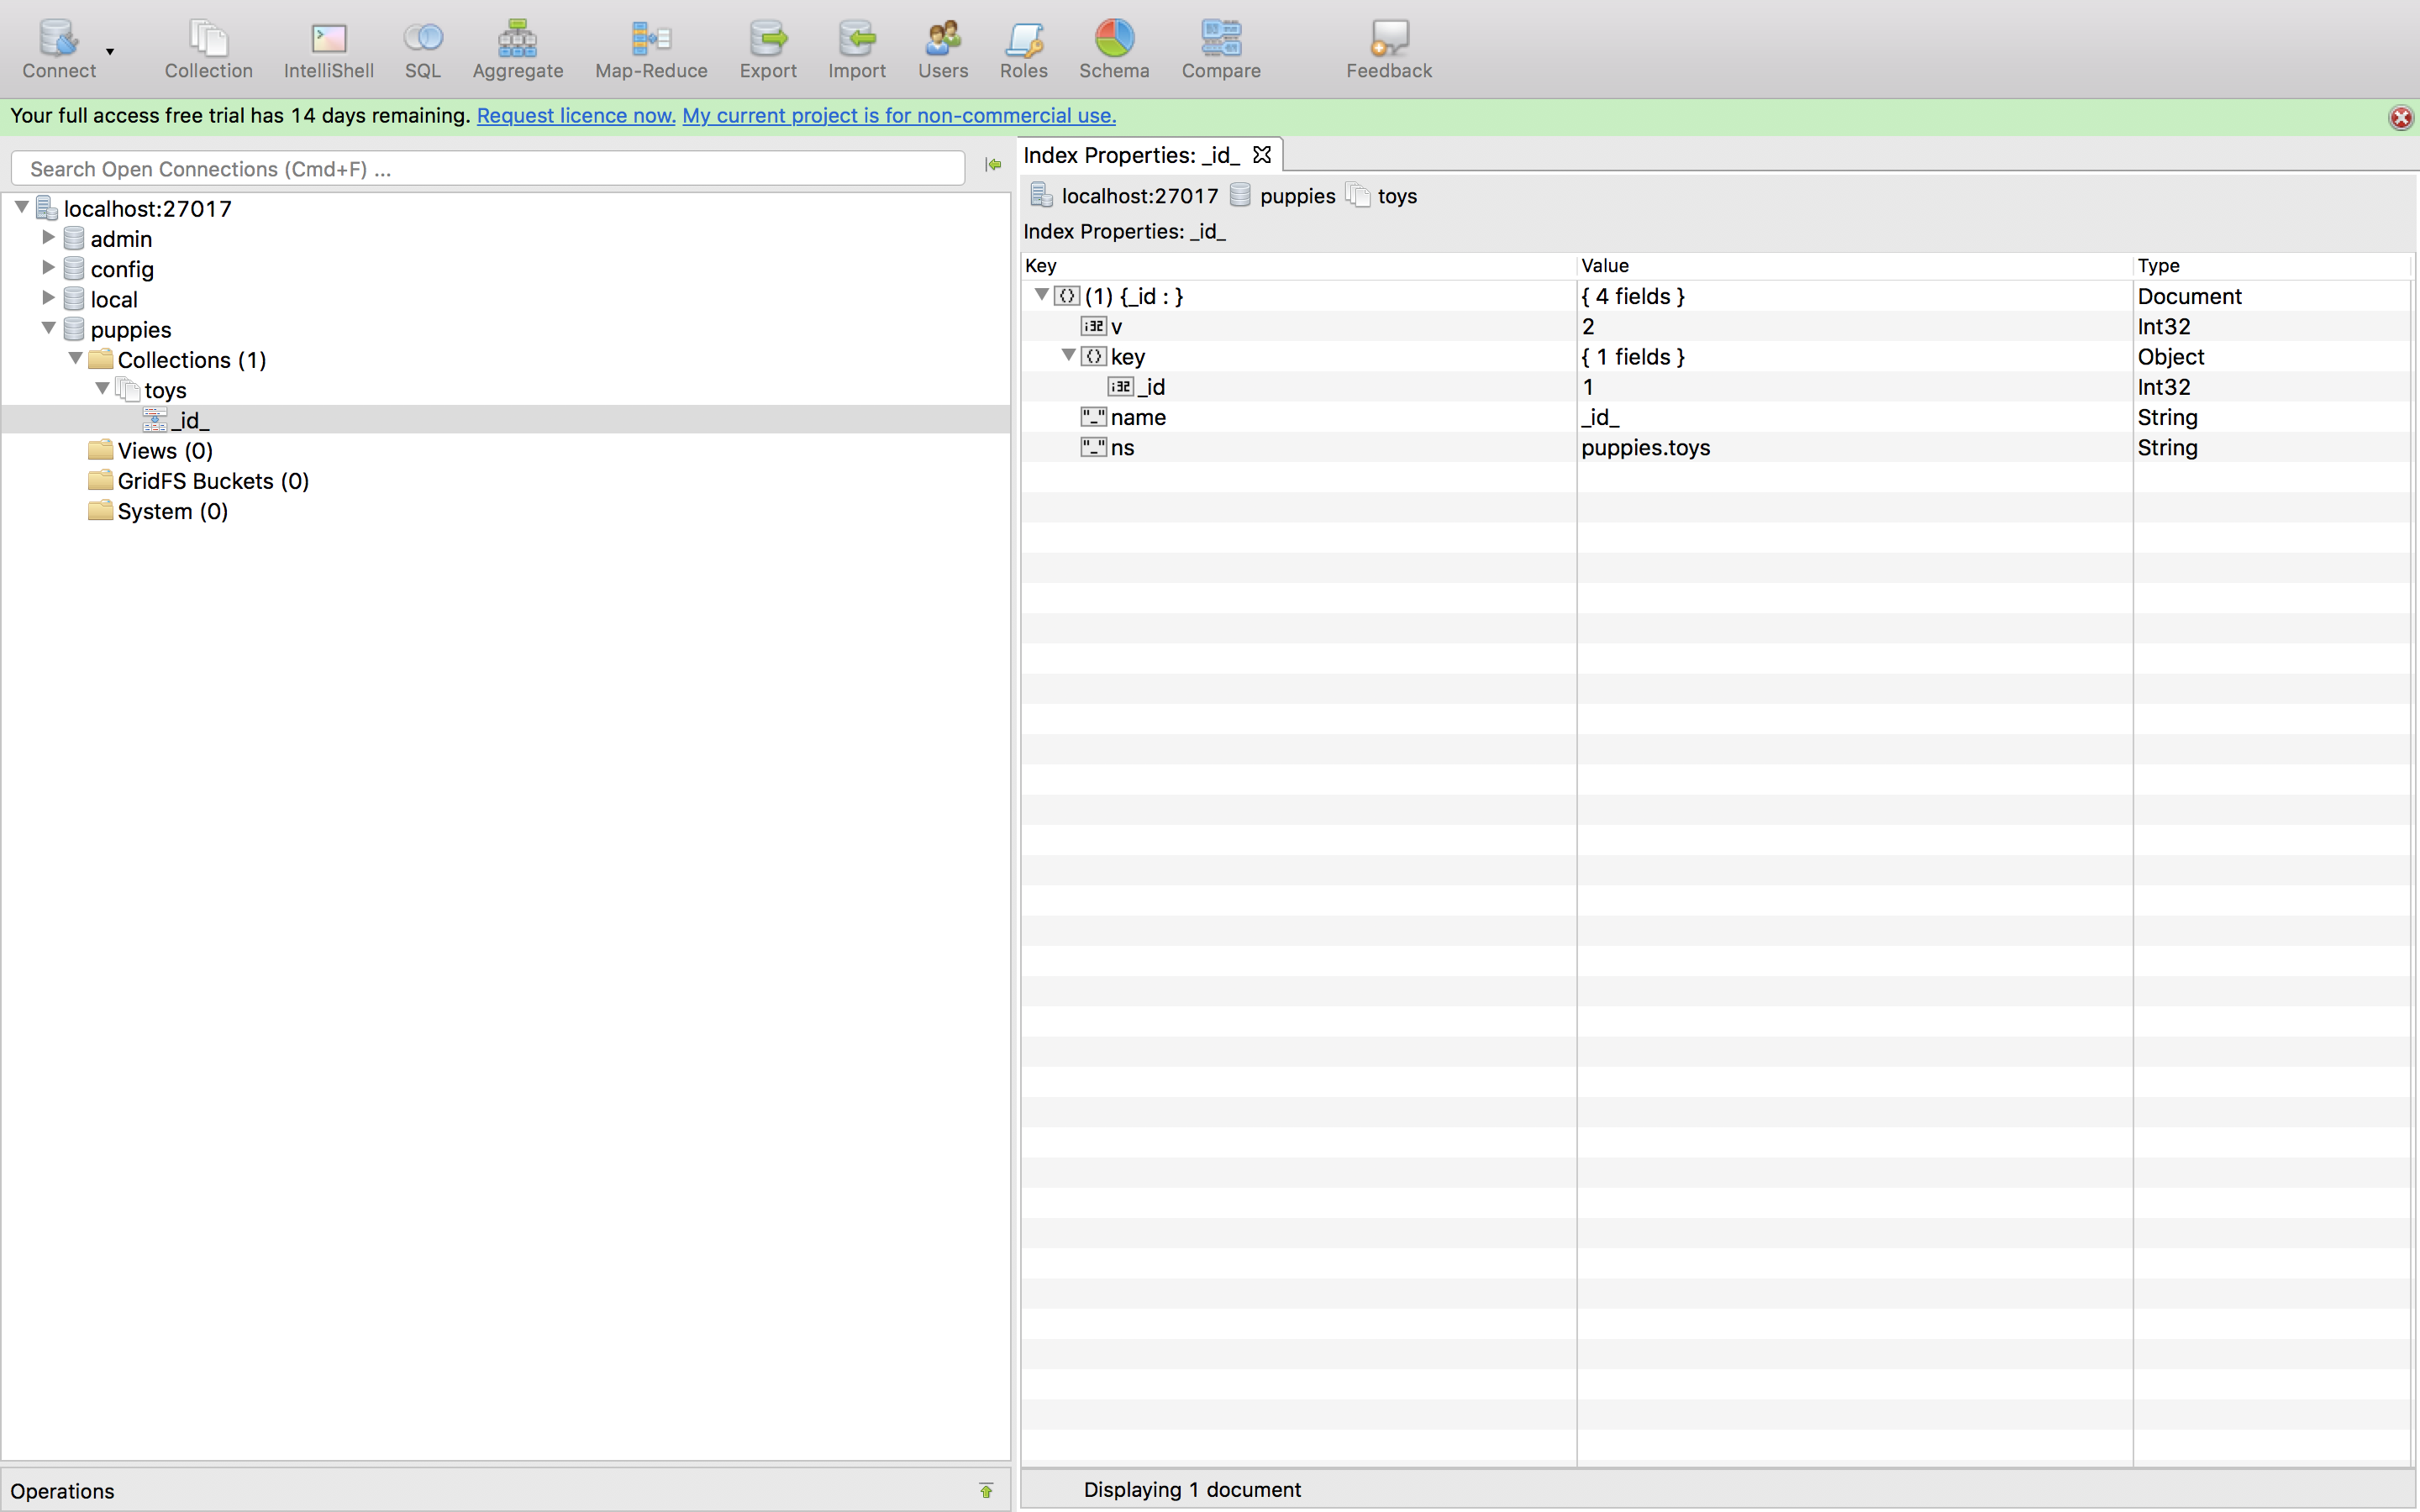 Connect Collection IntelliShell SQL Aggregate Map-Reduce Export Import Users Roles Schema Compare Feedback
Your full access free trial has 14 days remaining. Request licence now. My current project is for non-commercial use.
Search Open Connections (Cmd+F) ...
localhost:27017
admin
config
local
puppies
Collections (1)
toys
_id_
Views (0)
GridFS Buckets (0)
System (0)
Operations
Index Properties: _id_
localhost:27017 puppies toys
Index Properties: _id_
Key Value Type
(1) {_id : } { 4 fields } Document
i32 v 2 Int32
key { 1 fields } Object
i32 _id 1 Int32
"_" name _id_ String
"_" ns puppies.toys String
Displaying 1 document